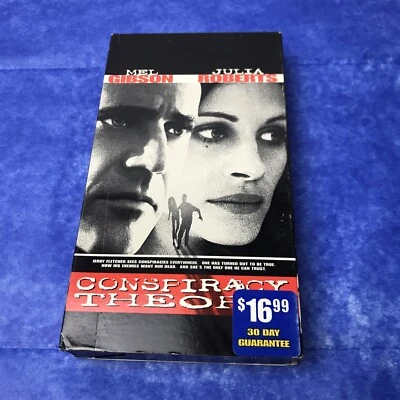 MEL JULIA
GIBSON ROBERTS
JERRY FLETCHER SEES CONSPIRACIES EVERYWHERE. ONE HAS TURNED OUT TO BE TRUE.
NOW HIS ENEMIES WANT HIM DEAD. AND SHE'S THE ONLY ONE HE CAN TRUST.
CONSPIRACY
THEO
$16.99
30 DAY
GUARANTEE